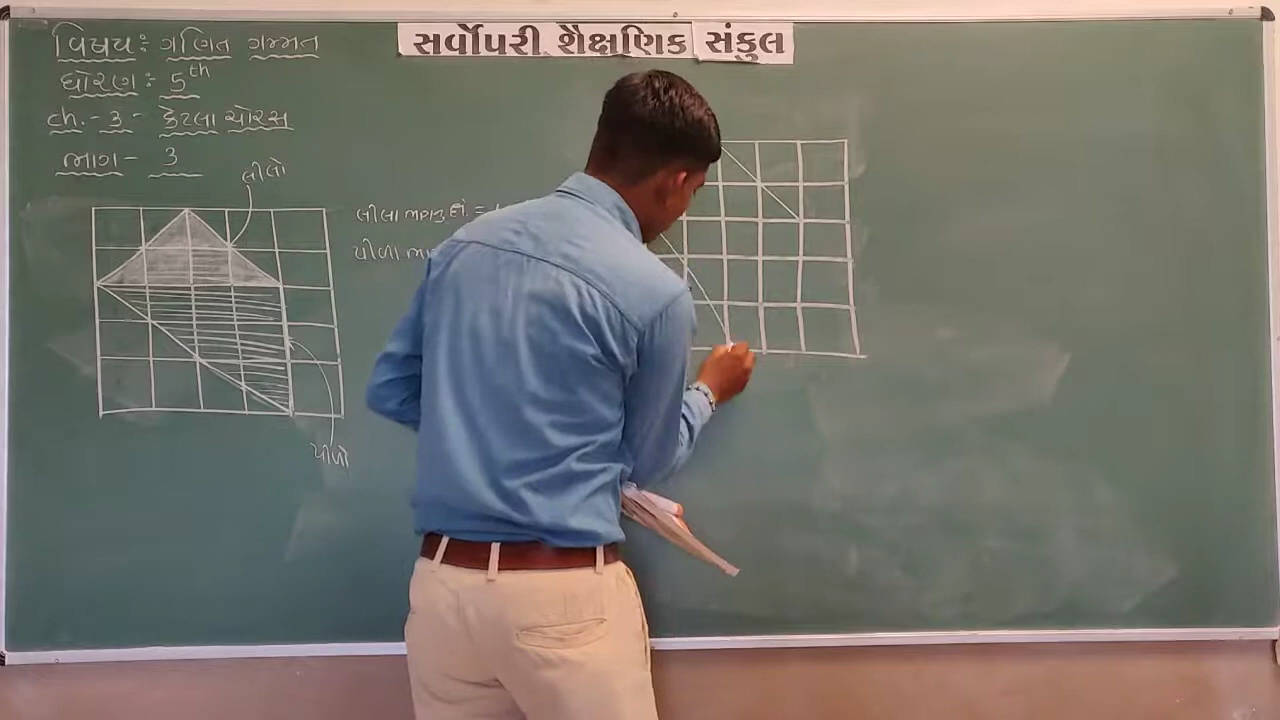 સર્વોપરી શૈક્ષણિક સંકુલ
વિષય : ગણિત ગમ્મત
ધોરણ : 5th
ch. - 3 - કેટલા ચોરસ
ભાગ - 3
લીલો
લીલા ભાગનું ક્ષે. =
પીળા
પીળો